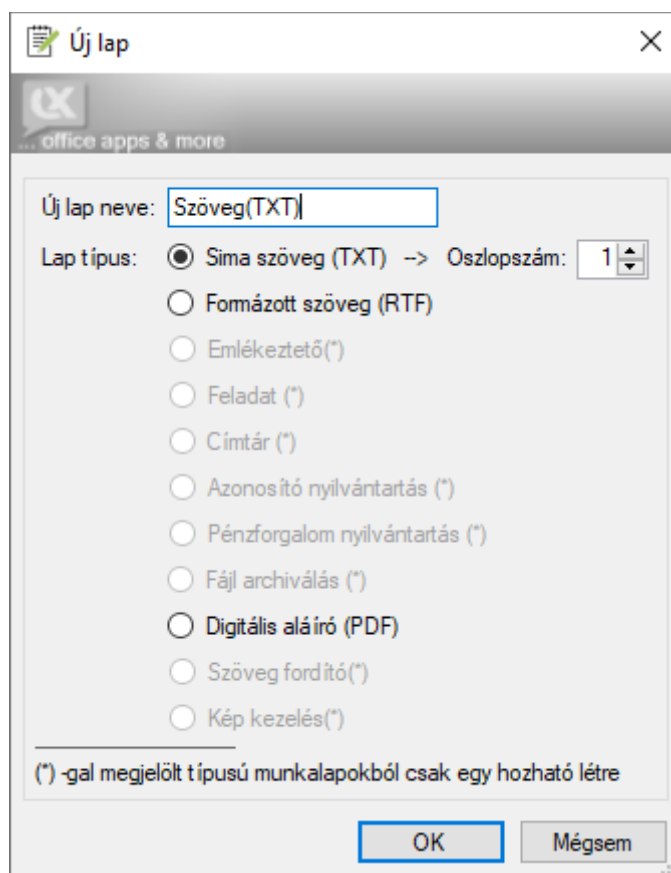 Új lap
... office apps & more
Új lap neve: Szöveg(TXT)
Lap típus: Sima szöveg (TXT) --> Oszlopszám: 1
Formázott szöveg (RTF)
Emlékeztető(*)
Feladat (*)
Címtár (*)
Azonosító nyilvántartás (*)
Pénzforgalom nyilvántartás (*)
Fájl archiválás (*)
Digitális aláíró (PDF)
Szöveg fordító(*)
Kép kezelés(*)
(*) -gal megjelölt típusú munkalapokból csak egy hozható létre
OK Mégsem